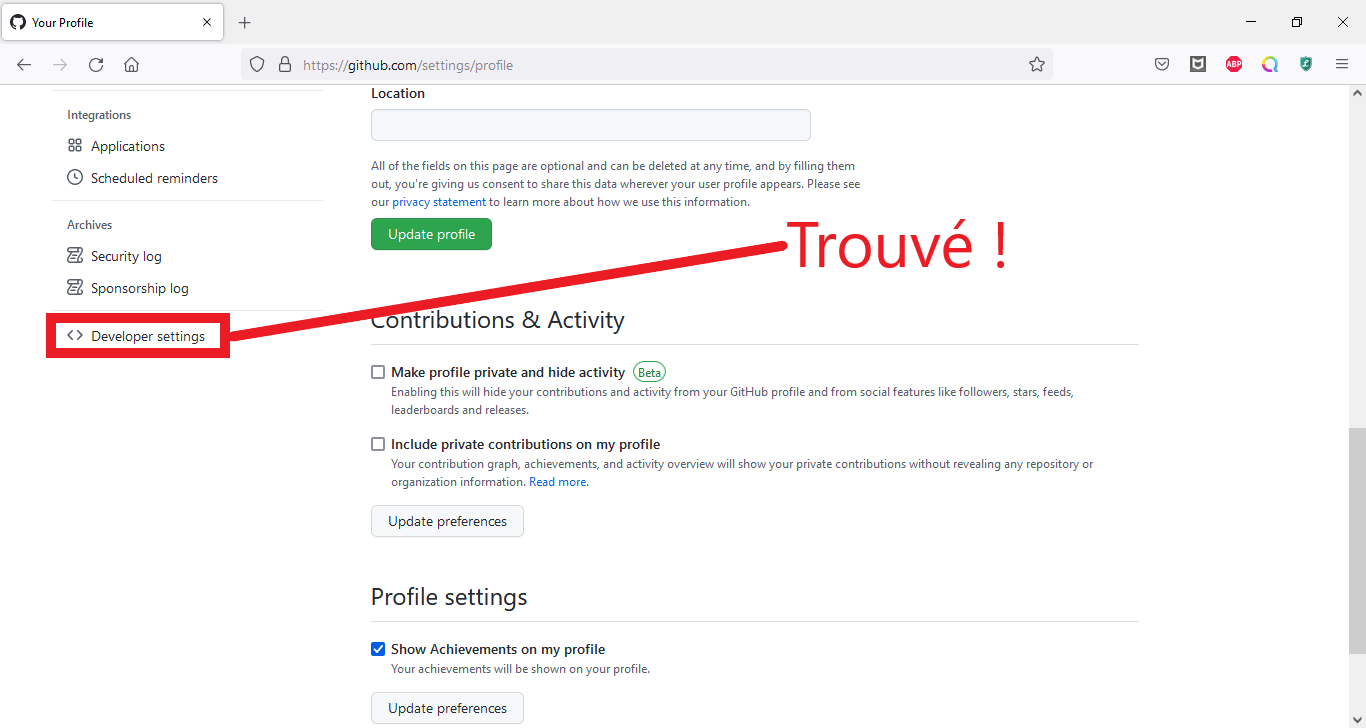 Your Profile
https://github.com/settings/profile
ABP
Integrations
Applications
Scheduled reminders
Archives
Security log
Sponsorship log
Developer settings
Location
All of the fields on this page are optional and can be deleted at any time, and by filling them
out, you're giving us consent to share this data wherever your user profile appears. Please see
our privacy statement to learn more about how we use this information.
Update profile
Trouvé !
Contributions & Activity
Make profile private and hide activity Beta
Enabling this will hide your contributions and activity from your GitHub profile and from social features like followers, stars, feeds,
leaderboards and releases.
Include private contributions on my profile
Your contribution graph, achievements, and activity overview will show your private contributions without revealing any repository or
organization information. Read more.
Update preferences
Profile settings
Show Achievements on my profile
Your achievements will be shown on your profile.
Update preferences